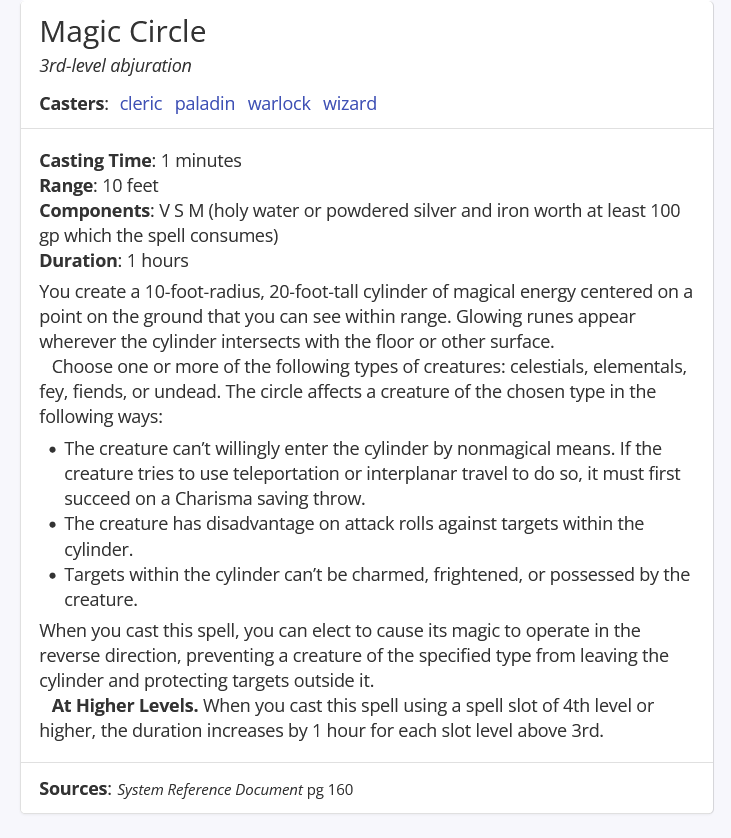 Magic Circle
3rd-level abjuration
Casters: cleric paladin warlock wizard
Casting Time: 1 minutes
Range: 10 feet
Components: V S M (holy water or powdered silver and iron worth at least 100
gp which the spell consumes)
Duration: 1 hours
You create a 10-foot-radius, 20-foot-tall cylinder of magical energy centered on a
point on the ground that you can see within range. Glowing runes appear
wherever the cylinder intersects with the floor or other surface.
Choose one or more of the following types of creatures: celestials, elementals,
fey, fiends, or undead. The circle affects a creature of the chosen type in the
following ways:
• The creature can’t willingly enter the cylinder by nonmagical means. If the
creature tries to use teleportation or interplanar travel to do so, it must first
succeed on a Charisma saving throw.
• The creature has disadvantage on attack rolls against targets within the
cylinder.
• Targets within the cylinder can’t be charmed, frightened, or possessed by the
creature.
When you cast this spell, you can elect to cause its magic to operate in the
reverse direction, preventing a creature of the specified type from leaving the
cylinder and protecting targets outside it.
At Higher Levels. When you cast this spell using a spell slot of 4th level or
higher, the duration increases by 1 hour for each slot level above 3rd.
Sources: System Reference Document pg 160